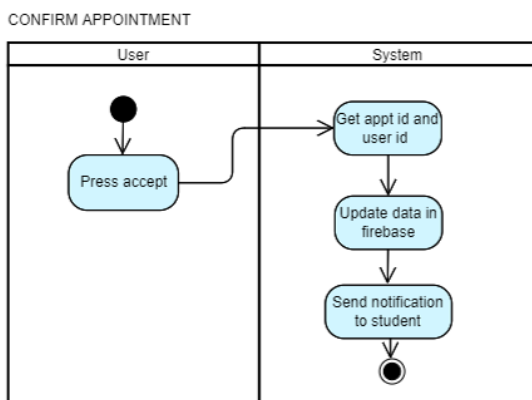 CONFIRM APPOINTMENT
User
System
Press accept
Get appt id and
user id
Update data in
firebase
Send notification
to student